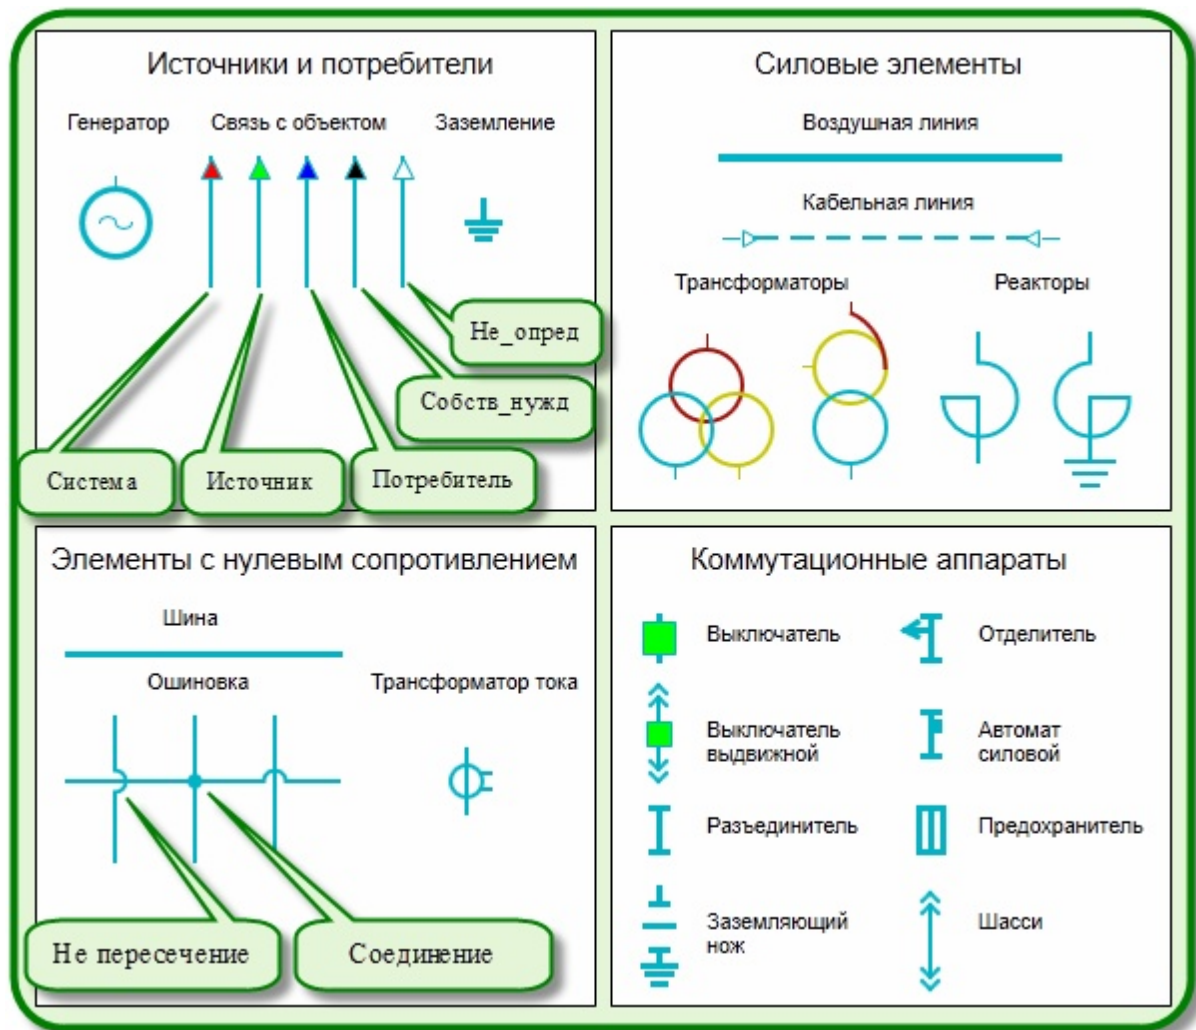 Источники и потребители
Генератор
Связь с объектом
Заземление
Не_опред
Собств_нужд
Система
Источник
Потребитель
Силовые элементы
Воздушная линия
Кабельная линия
Трансформаторы
Реакторы
Элементы с нулевым сопротивлением
Шина
Ошиновка
Трансформатор тока
Не пересечение
Соединение
Коммутационные аппараты
Выключатель
Отделитель
Выключатель
выдвижной
Автомат
силовой
Разъединитель
Предохранитель
Заземляющий
нож
Шасси